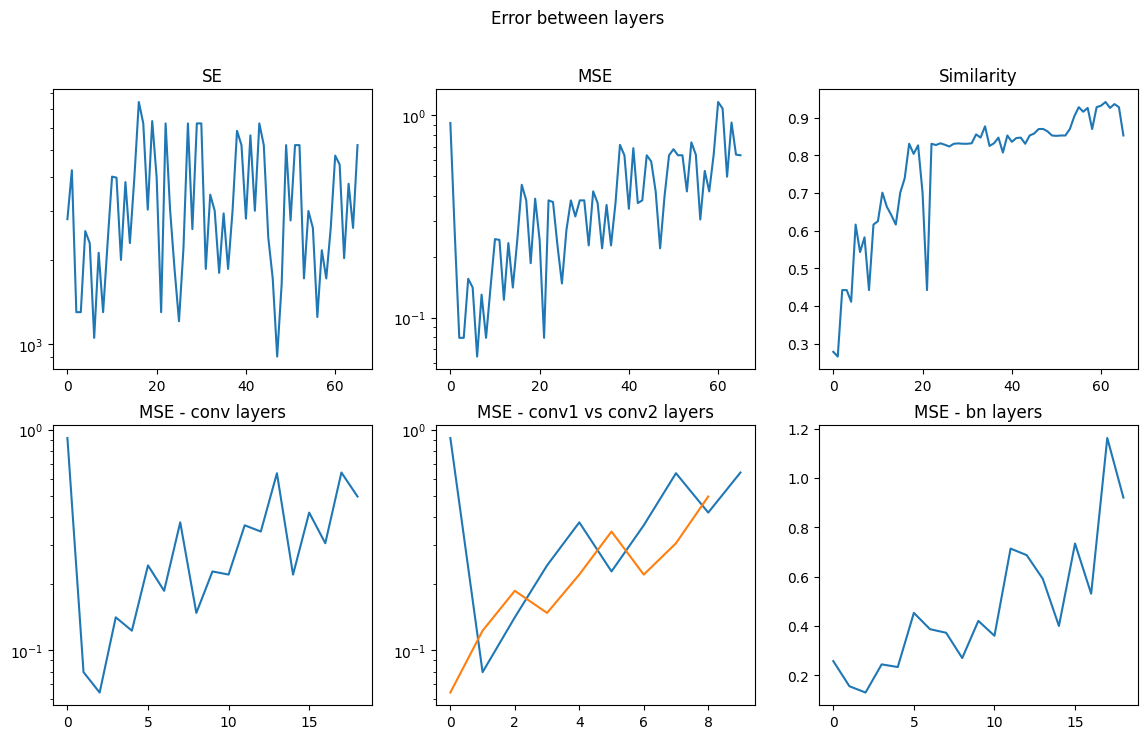 Error between layers
SE
MSE
Similarity
10³
0 20 40 60
10⁰
10⁻¹
0 20 40 60
0.9
0.8
0.7
0.6
0.5
0.4
0.3
0 20 40 60
MSE - conv layers
MSE - conv1 vs conv2 layers
MSE - bn layers
10⁰
10⁻¹
0 5 10 15
10⁰
10⁻¹
0 2 4 6 8
1.2
1.0
0.8
0.6
0.4
0.2
0 5 10 15